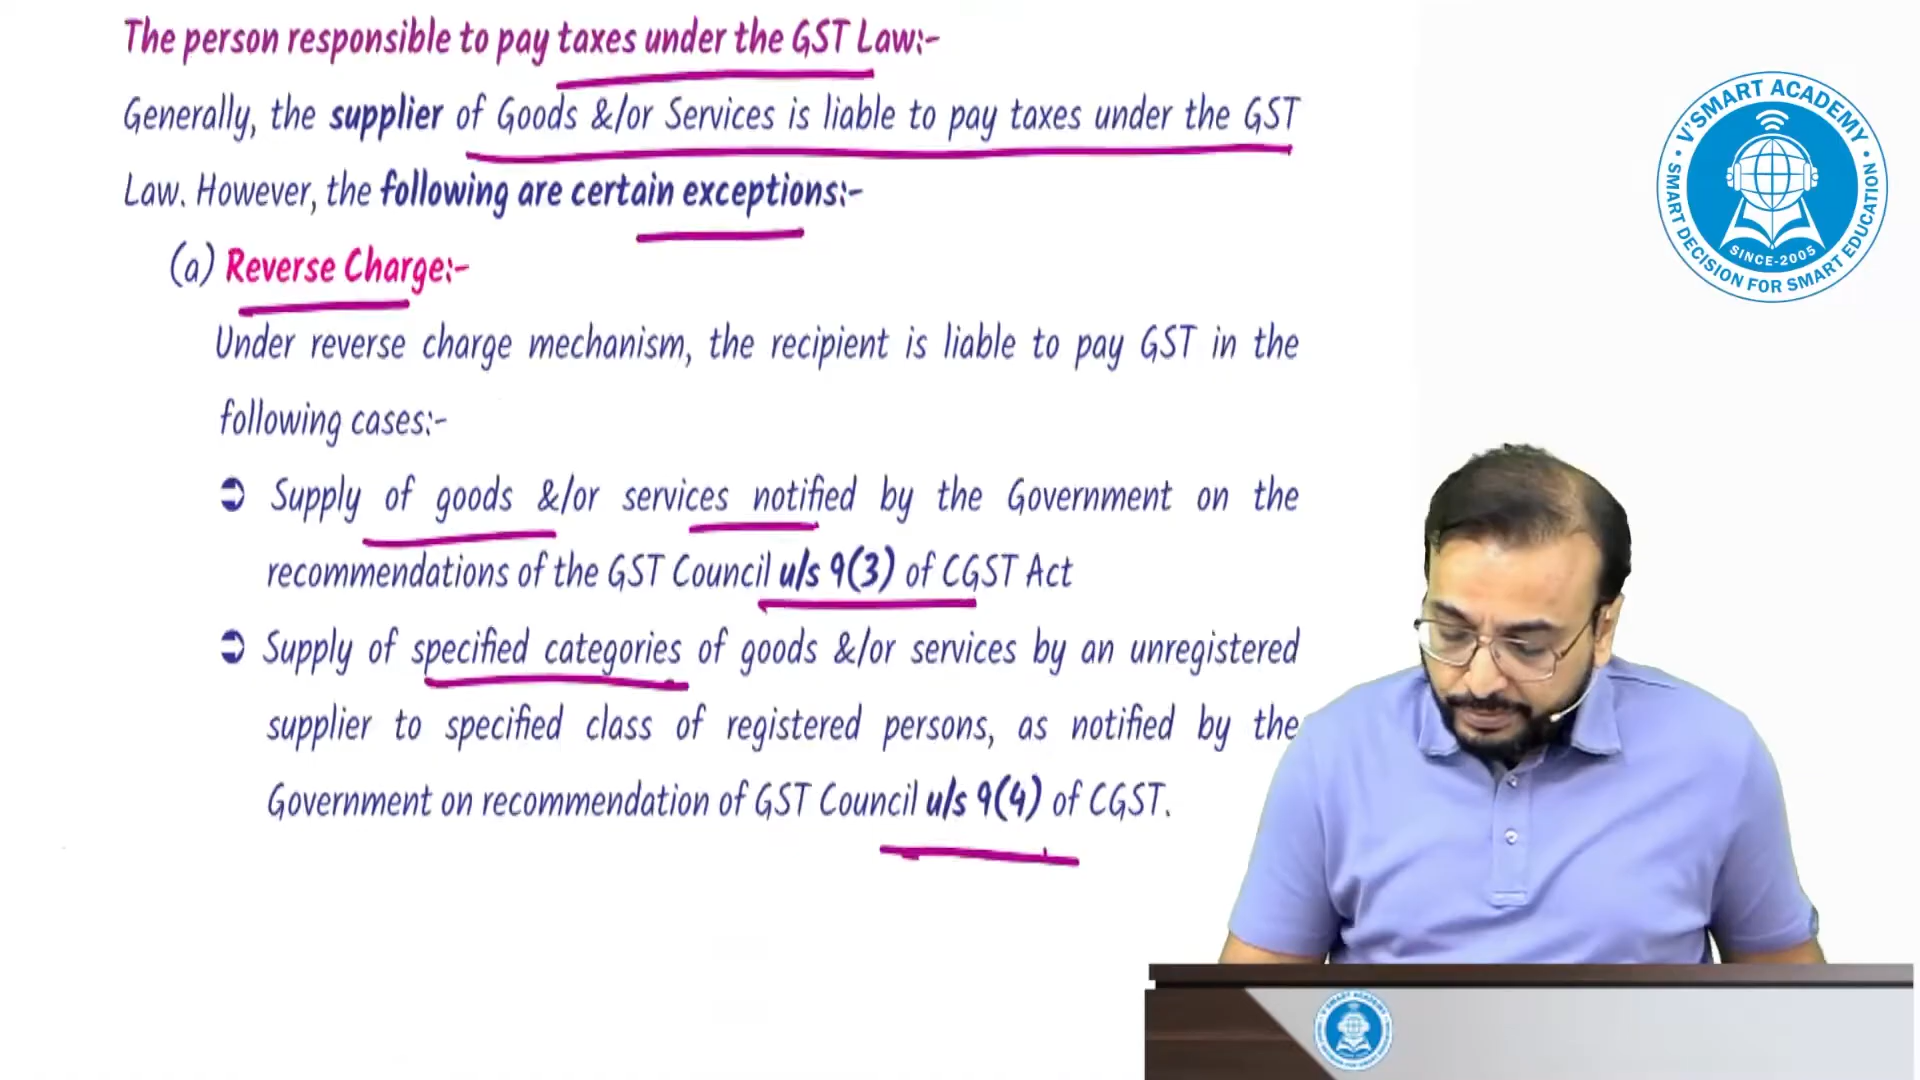 The person responsible to pay taxes under the GST Law:-
Generally, the supplier of Goods &/or Services is liable to pay taxes under the GST
Law. However, the following are certain exceptions:-
(a) Reverse Charge:-
Under reverse charge mechanism, the recipient is liable to pay GST in the
following cases:-
➲ Supply of goods &/or services notified by the Government on the
recommendations of the GST Council u/s 9(3) of CGST Act
➲ Supply of specified categories of goods &/or services by an unregistered
supplier to specified class of registered persons, as notified by the
Government on recommendation of GST Council u/s 9(4) of CGST.
• V'SMART ACADEMY •
SMART DECISION FOR SMART EDUCATION
SINCE-2005